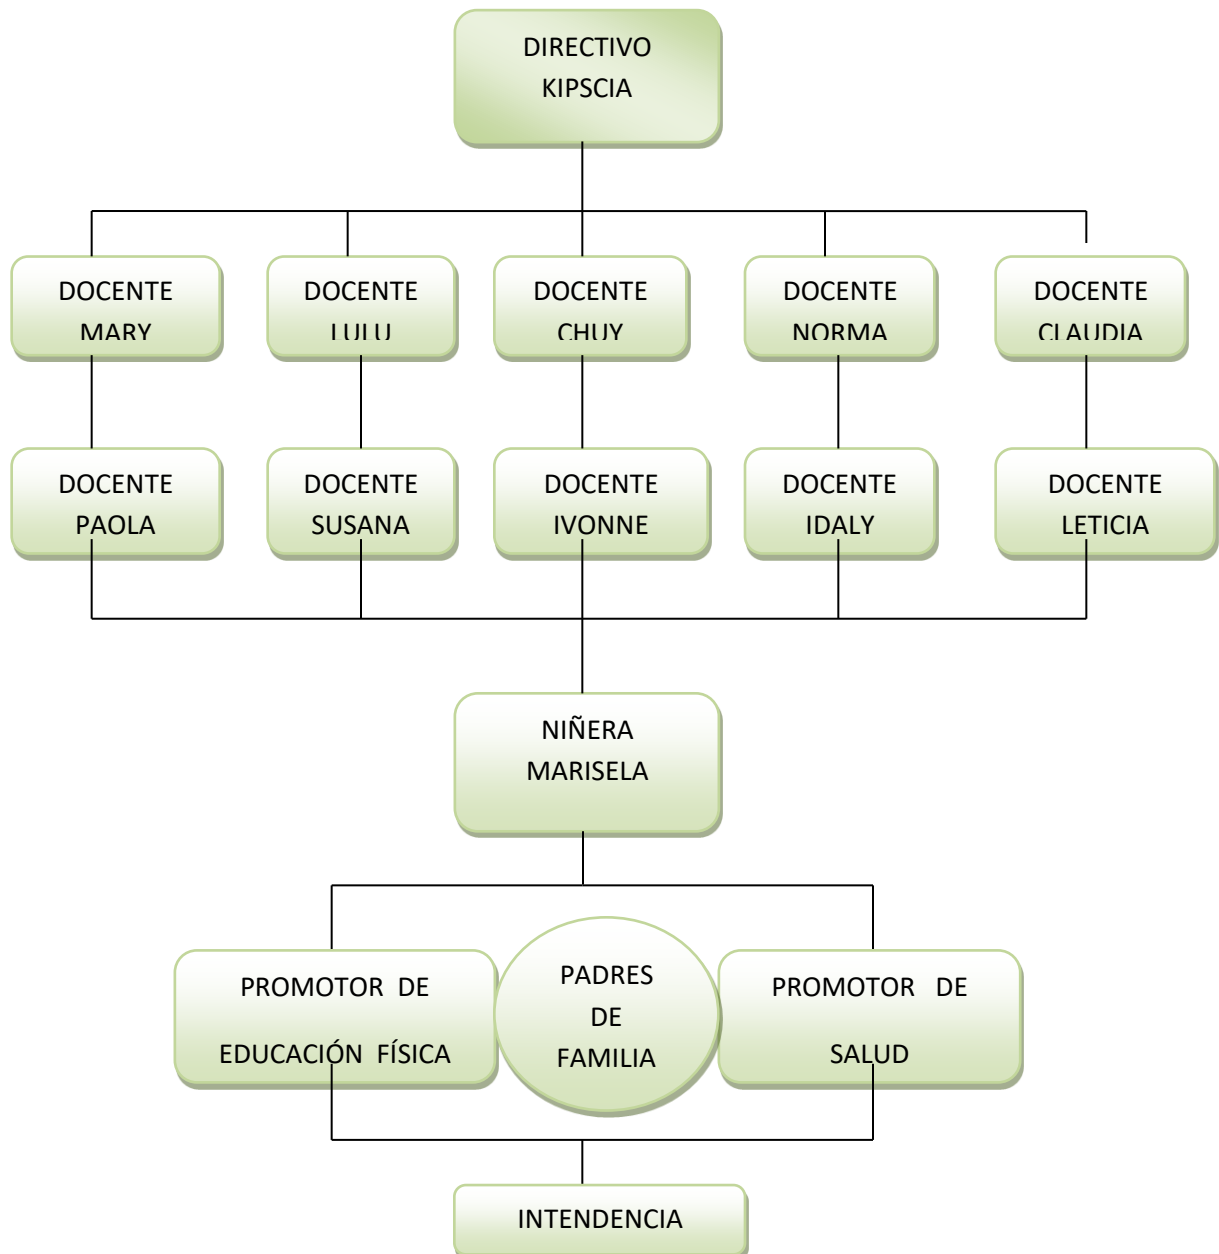 DIRECTIVO
KIPSCIA
DOCENTE
MARY
DOCENTE
LULU
DOCENTE
CHUY
DOCENTE
NORMA
DOCENTE
CLAUDIA
DOCENTE
PAOLA
DOCENTE
SUSANA
DOCENTE
IVONNE
DOCENTE
IDALY
DOCENTE
LETICIA
NIÑERA
MARISELA
PROMOTOR DE
EDUCACIÓN FÍSICA
PADRES
DE
FAMILIA
PROMOTOR DE
SALUD
INTENDENCIA